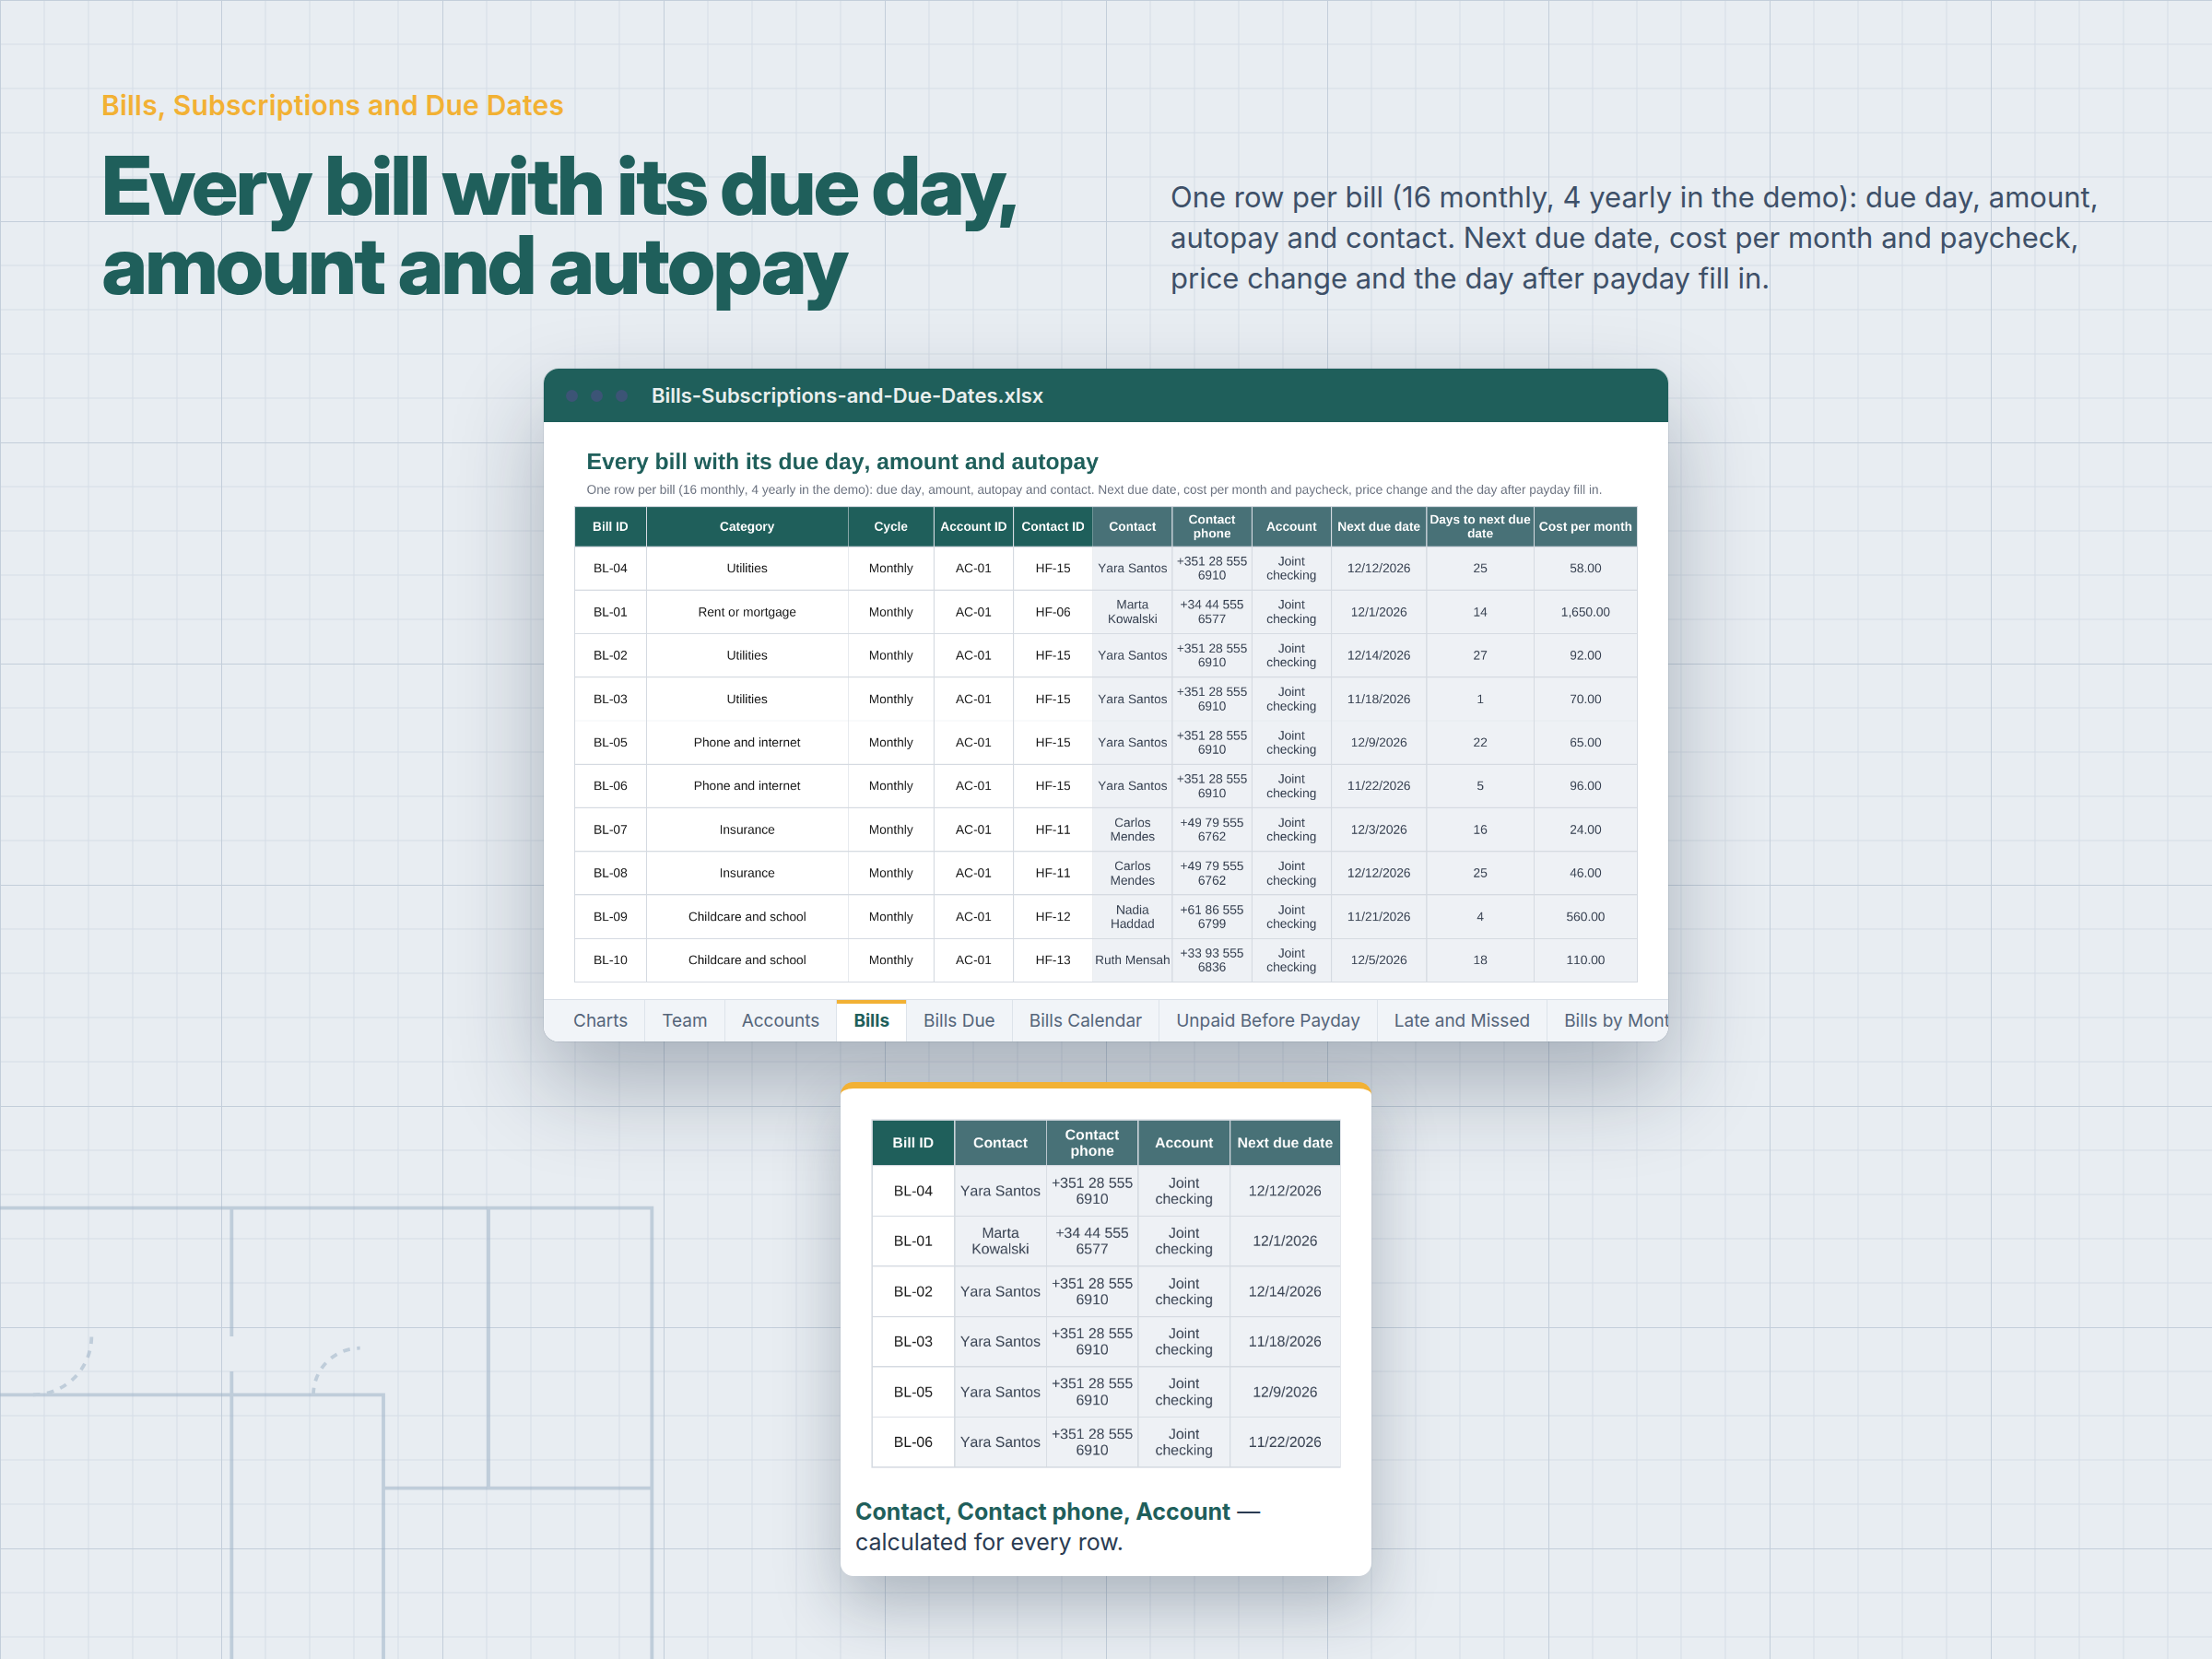 Bills, Subscriptions and Due Dates
Every bill with its due day,
amount and autopay
One row per bill (16 monthly, 4 yearly in the demo): due day, amount,
autopay and contact. Next due date, cost per month and paycheck,
price change and the day after payday fill in.
Bills-Subscriptions-and-Due-Dates.xlsx
Every bill with its due day, amount and autopay
One row per bill (16 monthly, 4 yearly in the demo): due day, amount, autopay and contact. Next due date, cost per month and paycheck, price change and the day after payday fill in.
Bill ID Category Cycle Account ID Contact ID Contact Contact phone Account Next due date Days to next due date Cost per month
BL-04 Utilities Monthly AC-01 HF-15 Yara Santos +351 28 555 6910 Joint checking 12/12/2026 25 58.00
BL-01 Rent or mortgage Monthly AC-01 HF-06 Marta Kowalski +34 44 555 6577 Joint checking 12/1/2026 14 1,650.00
BL-02 Utilities Monthly AC-01 HF-15 Yara Santos +351 28 555 6910 Joint checking 12/14/2026 27 92.00
BL-03 Utilities Monthly AC-01 HF-15 Yara Santos +351 28 555 6910 Joint checking 11/18/2026 1 70.00
BL-05 Phone and internet Monthly AC-01 HF-15 Yara Santos +351 28 555 6910 Joint checking 12/9/2026 22 65.00
BL-06 Phone and internet Monthly AC-01 HF-15 Yara Santos +351 28 555 6910 Joint checking 11/22/2026 5 96.00
BL-07 Insurance Monthly AC-01 HF-11 Carlos Mendes +49 79 555 6762 Joint checking 12/3/2026 16 24.00
BL-08 Insurance Monthly AC-01 HF-11 Carlos Mendes +49 79 555 6762 Joint checking 12/12/2026 25 46.00
BL-09 Childcare and school Monthly AC-01 HF-12 Nadia Haddad +61 86 555 6799 Joint checking 11/21/2026 4 560.00
BL-10 Childcare and school Monthly AC-01 HF-13 Ruth Mensah +33 93 555 6836 Joint checking 12/5/2026 18 110.00
Charts Team Accounts Bills Bills Due Bills Calendar Unpaid Before Payday Late and Missed Bills by Mont
Bill ID Contact Contact phone Account Next due date
BL-04 Yara Santos +351 28 555 6910 Joint checking 12/12/2026
BL-01 Marta Kowalski +34 44 555 6577 Joint checking 12/1/2026
BL-02 Yara Santos +351 28 555 6910 Joint checking 12/14/2026
BL-03 Yara Santos +351 28 555 6910 Joint checking 11/18/2026
BL-05 Yara Santos +351 28 555 6910 Joint checking 12/9/2026
BL-06 Yara Santos +351 28 555 6910 Joint checking 11/22/2026
Contact, Contact phone, Account —
calculated for every row.